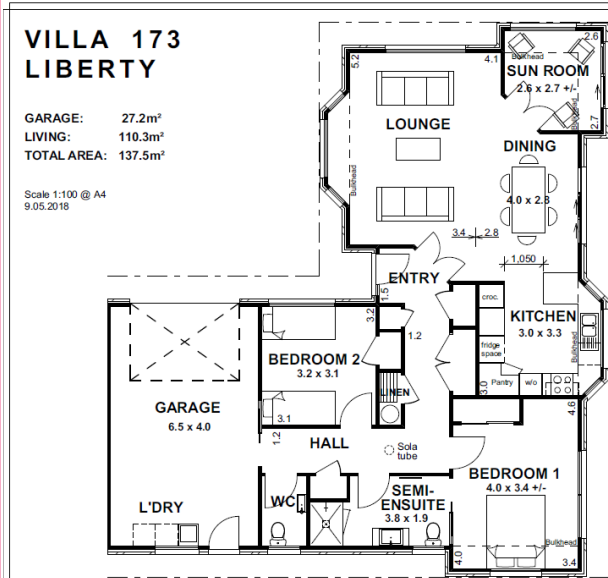 VILLA 173
LIBERTY
GARAGE: 27.2m²
LIVING: 110.3m²
TOTAL AREA: 137.5m²
Scale 1:100 @ A4
9.05.2018
5.2
4.1
2.6
Bulkhead
SUN ROOM
2.6 x 2.7 +/-
Bulkhead
2.7
LOUNGE
DINING
4.0 x 2.8
Bulkhead
3.4
2.8
1,050
ENTRY
1.5
croc.
KITCHEN
3.0 x 3.3
Bulkhead
fridge
space
Pantry
w/o
3.0
3.2
1.2
BEDROOM 2
3.2 x 3.1
LINEN
3.1
GARAGE
6.5 x 4.0
1.2
HALL
Sola
tube
4.6
BEDROOM 1
4.0 x 3.4 +/-
WC
SEMI-
ENSUITE
3.8 x 1.9
L'DRY
Bulkhead
4.0
3.4